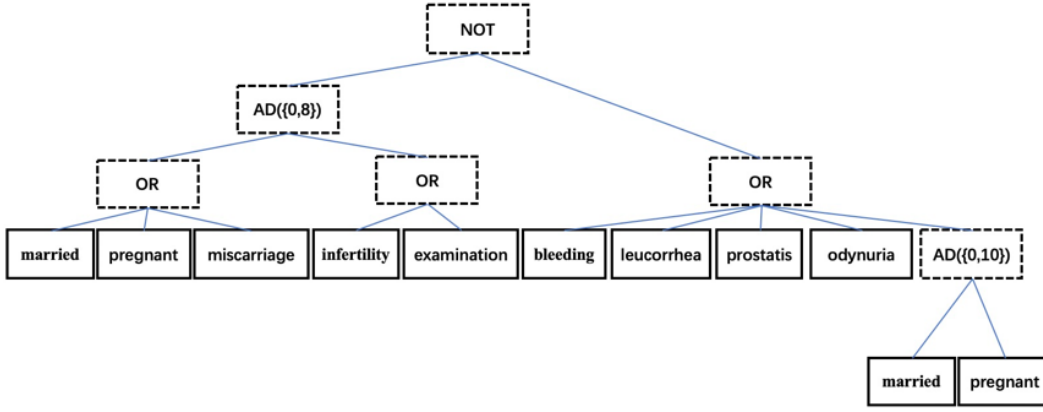 NOT
AD({0,8})
OR
OR
OR
married
pregnant
miscarriage
infertility
examination
bleeding
leucorrhea
prostatis
odynuria
AD({0,10})
married
pregnant